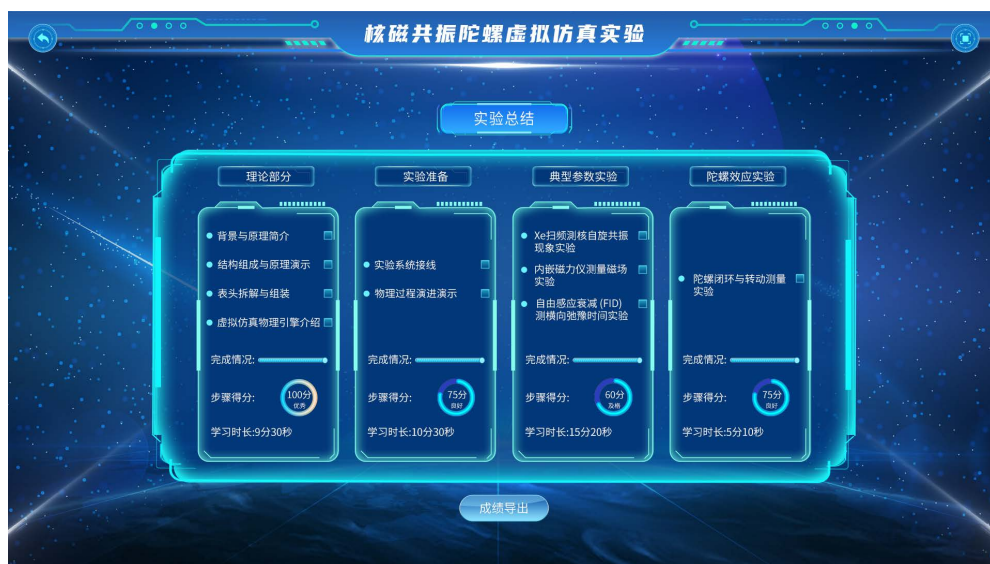 核磁共振陀螺虚拟仿真实验
实验总结
理论部分
背景与原理简介
结构组成与原理演示
表头拆解与组装
虚拟仿真物理引擎介绍
完成情况:
步骤得分:
100分
优秀
学习时长:9分30秒
实验准备
实验系统接线
物理过程演进演示
完成情况:
步骤得分:
75分
良好
学习时长:10分30秒
典型参数实验
Xe扫频测核自旋共振
现象实验
内嵌磁力仪测量磁场
实验
自由感应衰减 (FID)
测横向弛豫时间实验
完成情况:
步骤得分:
60分
及格
学习时长:15分20秒
陀螺效应实验
陀螺闭环与转动测量
实验
完成情况:
步骤得分:
75分
良好
学习时长:5分10秒
成绩导出